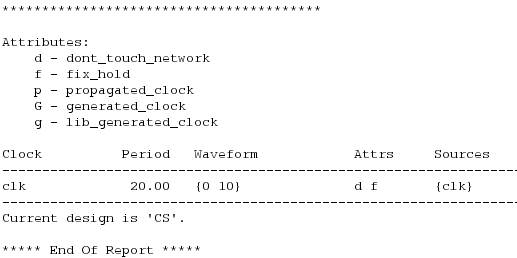 ****************************************
Attributes:
    d - dont_touch_network
    f - fix_hold
    p - propagated_clock
    G - generated_clock
    g - lib_generated_clock
Clock          Period   Waveform            Attrs     Sources
--------------------------------------------------------------------------------
clk             20.00   {0 10}              d f       {clk}
--------------------------------------------------------------------------------
Current design is 'CS'.
***** End Of Report *****